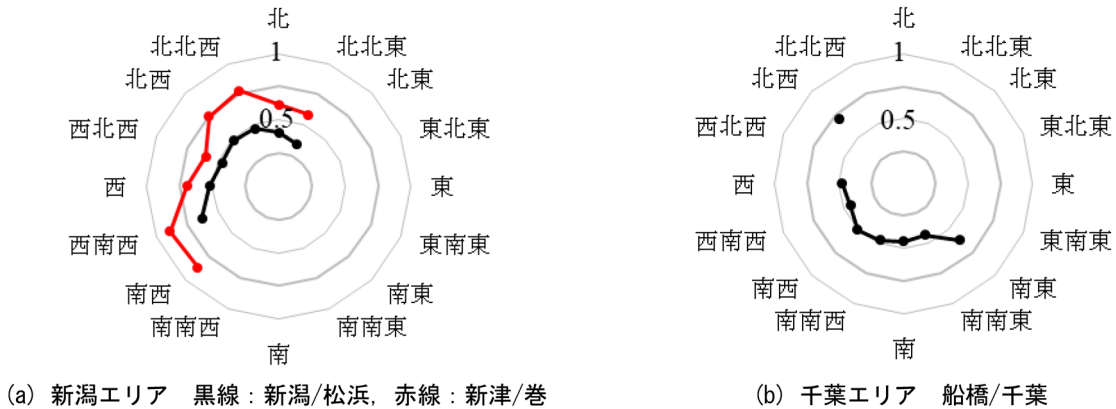 北
北北西 1 北北東
北西 北東
西北西 0.5 東北東
西 東
西南西 東南東
南西 南東
南南西 南南東
南
(a) 新潟エリア 黒線：新潟/松浜, 赤線：新津/巻
北
北北西 1 北北東
北西 北東
西北西 0.5 東北東
西 東
西南西 東南東
南西 南東
南南西 南南東
南
(b) 千葉エリア 船橋/千葉